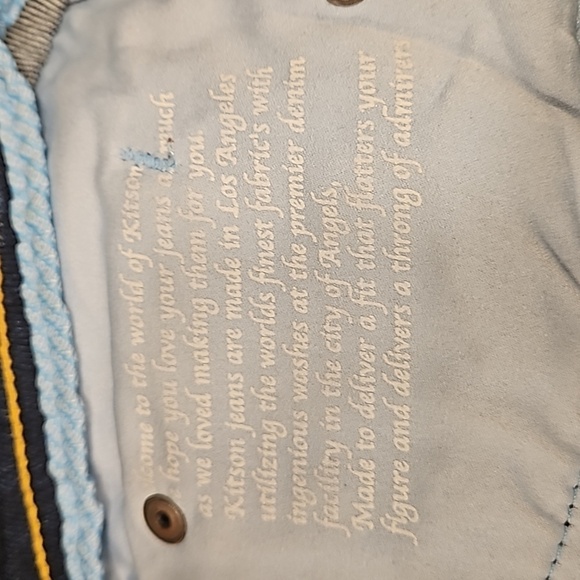 come to the world of Kitson
hope you love your jeans as much
as we loved making them for you.
Kitson Jeans are made in Los Angeles
utilizing the worlds finest fabric's with
ingenious washes at the premier denim
facility in the city of Angels,
Made to deliver a fit that flatters your
figure and delivers a throng of admirers